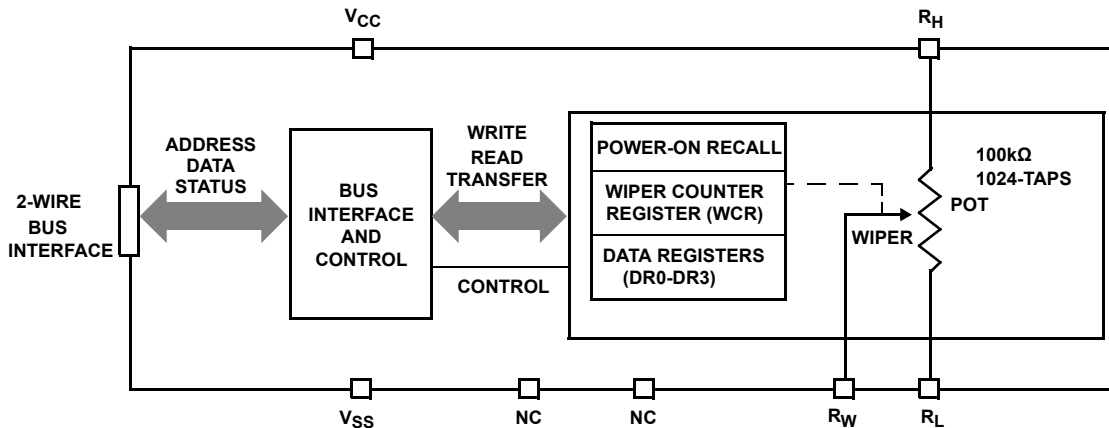 VCC
RH
ADDRESS
DATA
STATUS
2-WIRE
BUS
INTERFACE
BUS
INTERFACE
AND
CONTROL
WRITE
READ
TRANSFER
CONTROL
POWER-ON RECALL
WIPER COUNTER
REGISTER (WCR)
DATA REGISTERS
(DR0-DR3)
WIPER
100kΩ
1024-TAPS
POT
VSS
NC
NC
RW
RL